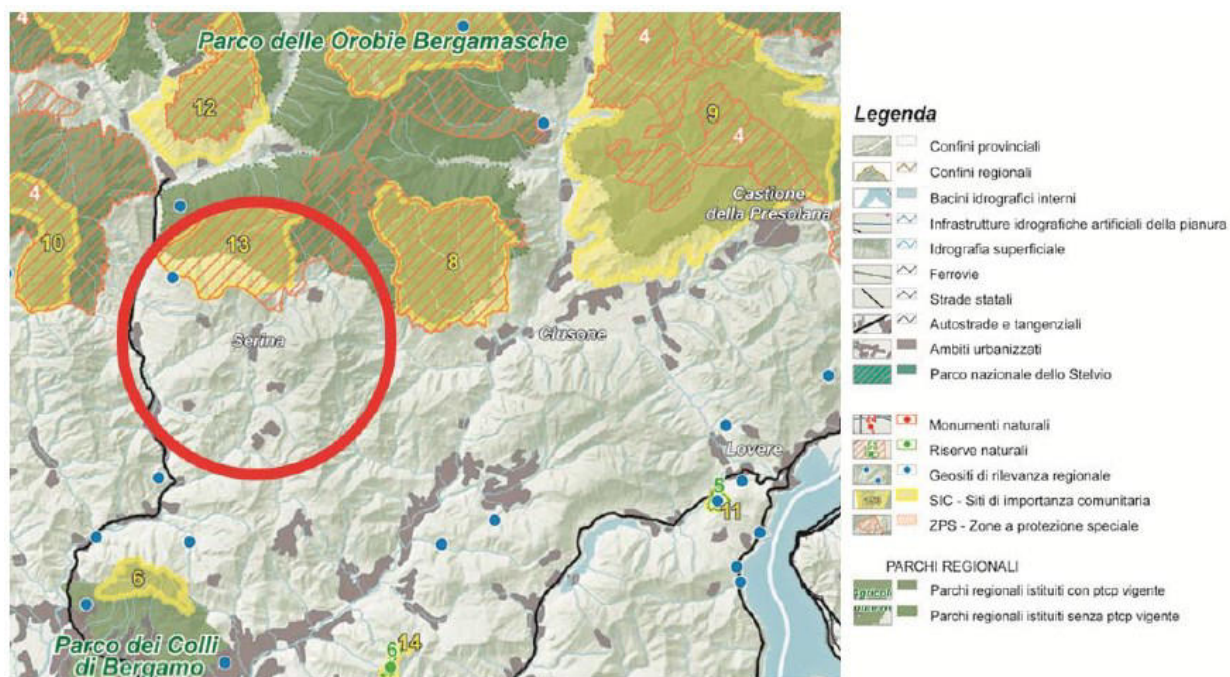 4
Parco delle Orobie Bergamasche
12
4
9
4
4
10
13
8
Castione
della Presolana
Serina
Clusone
Lovere
5
11
6
Parco dei Colli
di Bergamo
14
6
Legenda
Confini provinciali
Confini regionali
Bacini idrografici interni
Infrastrutture idrografiche artificiali della pianura
Idrografia superficiale
Ferrovie
Strade statali
Autostrade e tangenziali
Ambiti urbanizzati
Parco nazionale dello Stelvio
Monumenti naturali
Riserve naturali
Geositi di rilevanza regionale
SIC - Siti di importanza comunitaria
ZPS - Zone a protezione speciale
PARCHI REGIONALI
Parchi regionali istituiti con ptcp vigente
Parchi regionali istituiti senza ptcp vigente